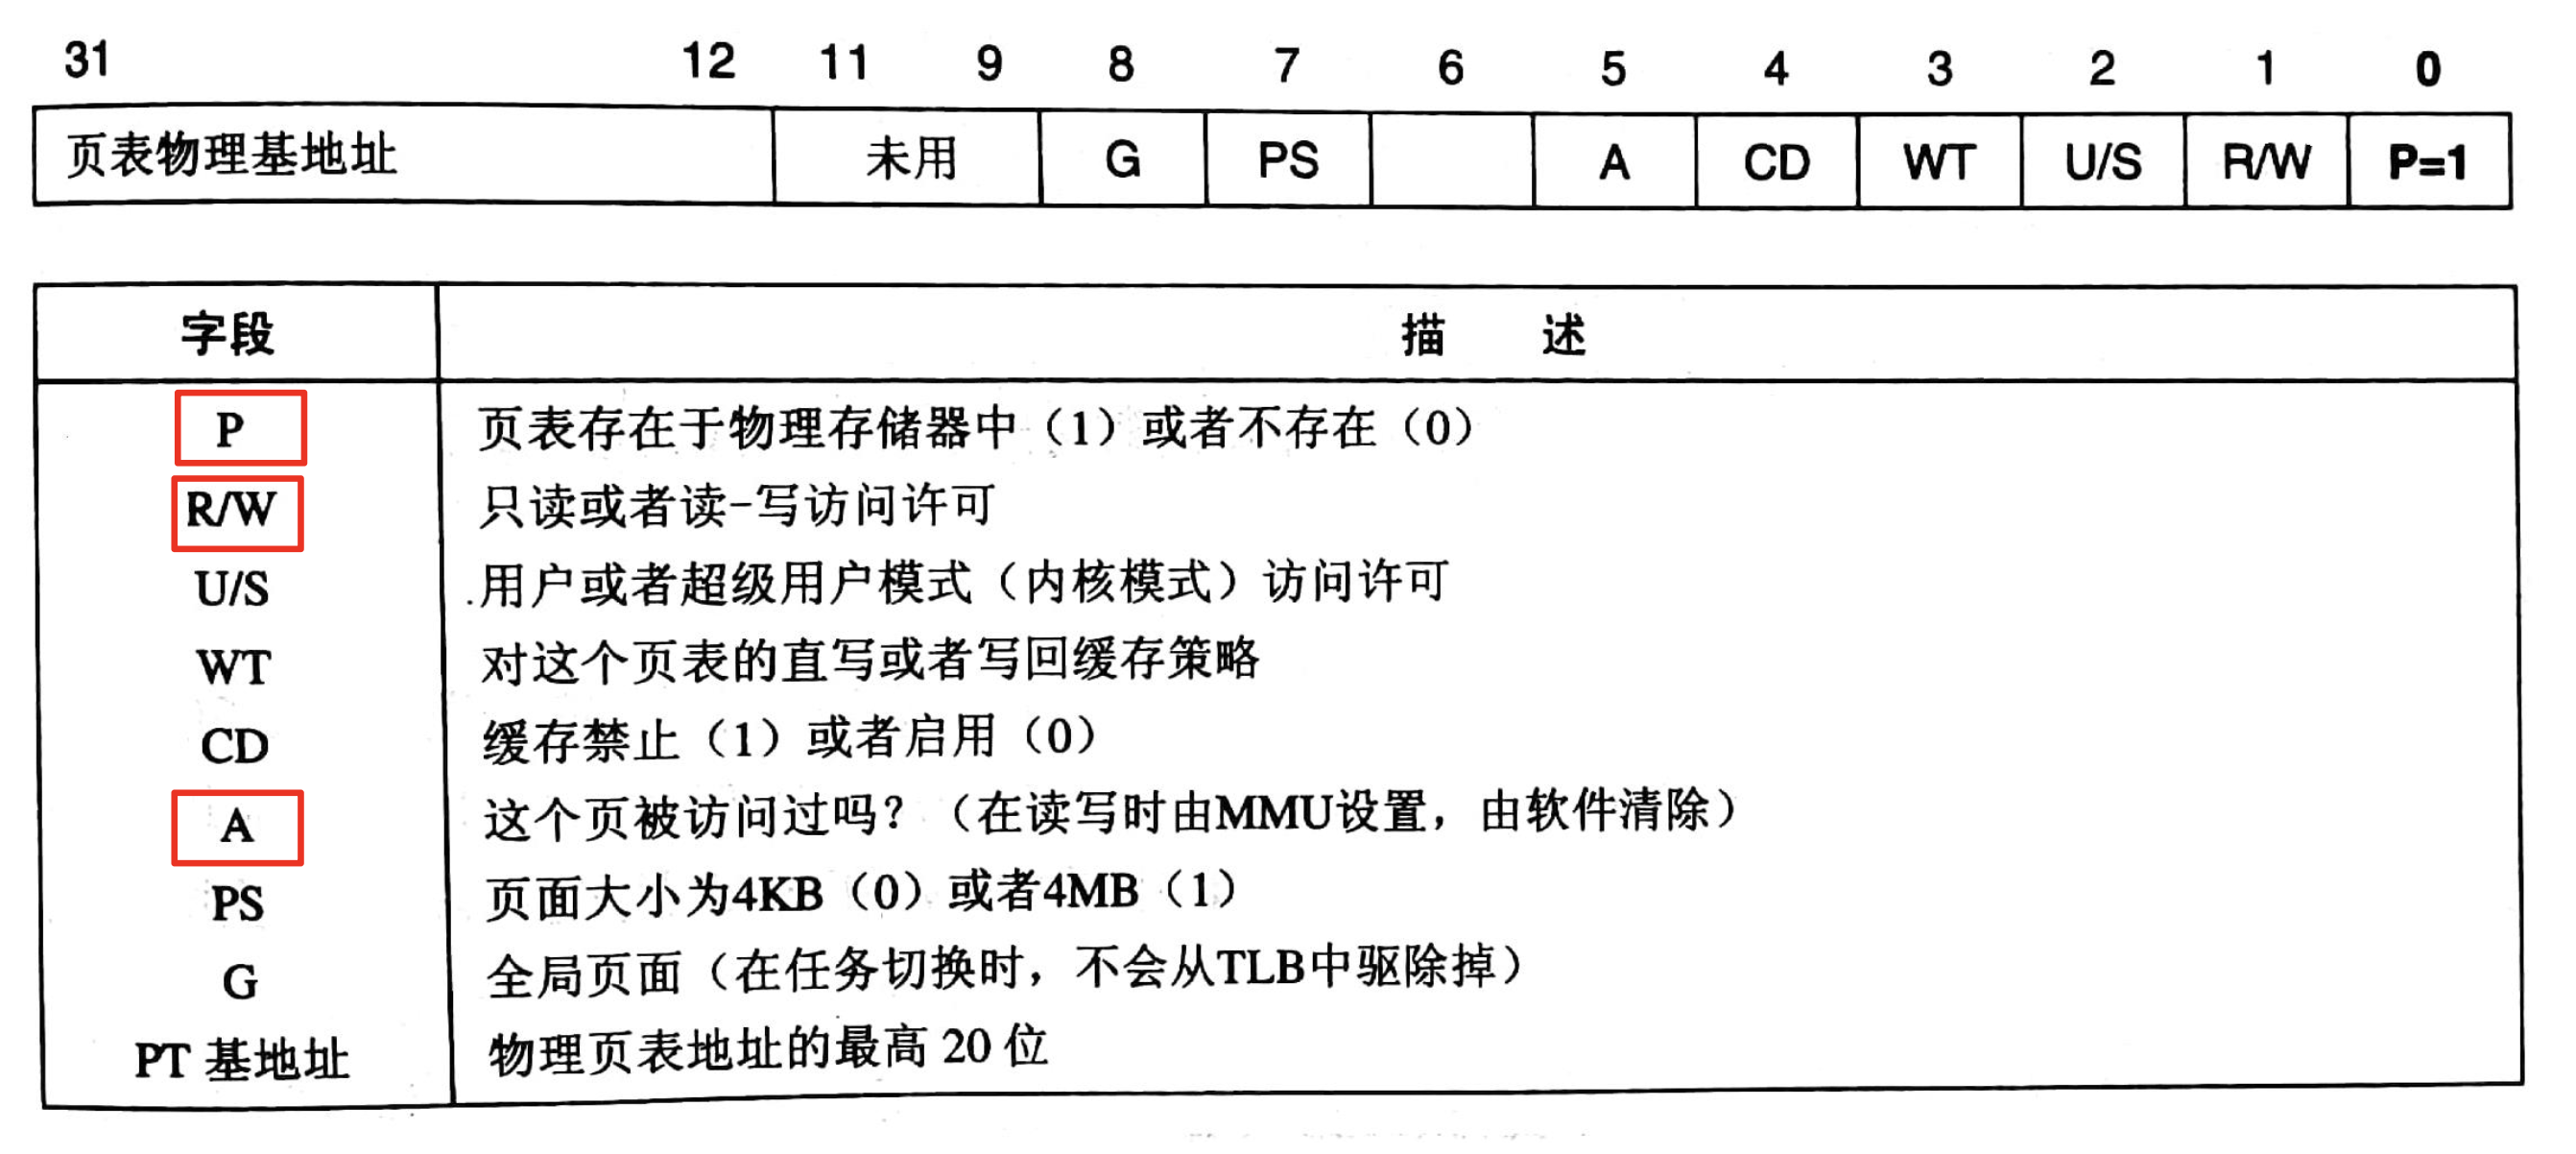 31 12 11 9 8 7 6 5 4 3 2 1 0
页表物理基地址 未用 G PS A CD WT U/S R/W P=1
字段 描 述
P 页表存在于物理存储器中（1）或者不存在（0）
R/W 只读或者读-写访问许可
U/S 用户或者超级用户模式（内核模式）访问许可
WT 对这个页表的直写或者写回缓存策略
CD 缓存禁止（1）或者启用（0）
A 这个页被访问过吗？（在读写时由MMU设置，由软件清除）
PS 页面大小为4KB（0）或者4MB（1）
G 全局页面（在任务切换时，不会从TLB中驱除掉）
PT 基地址 物理页表地址的最高 20 位